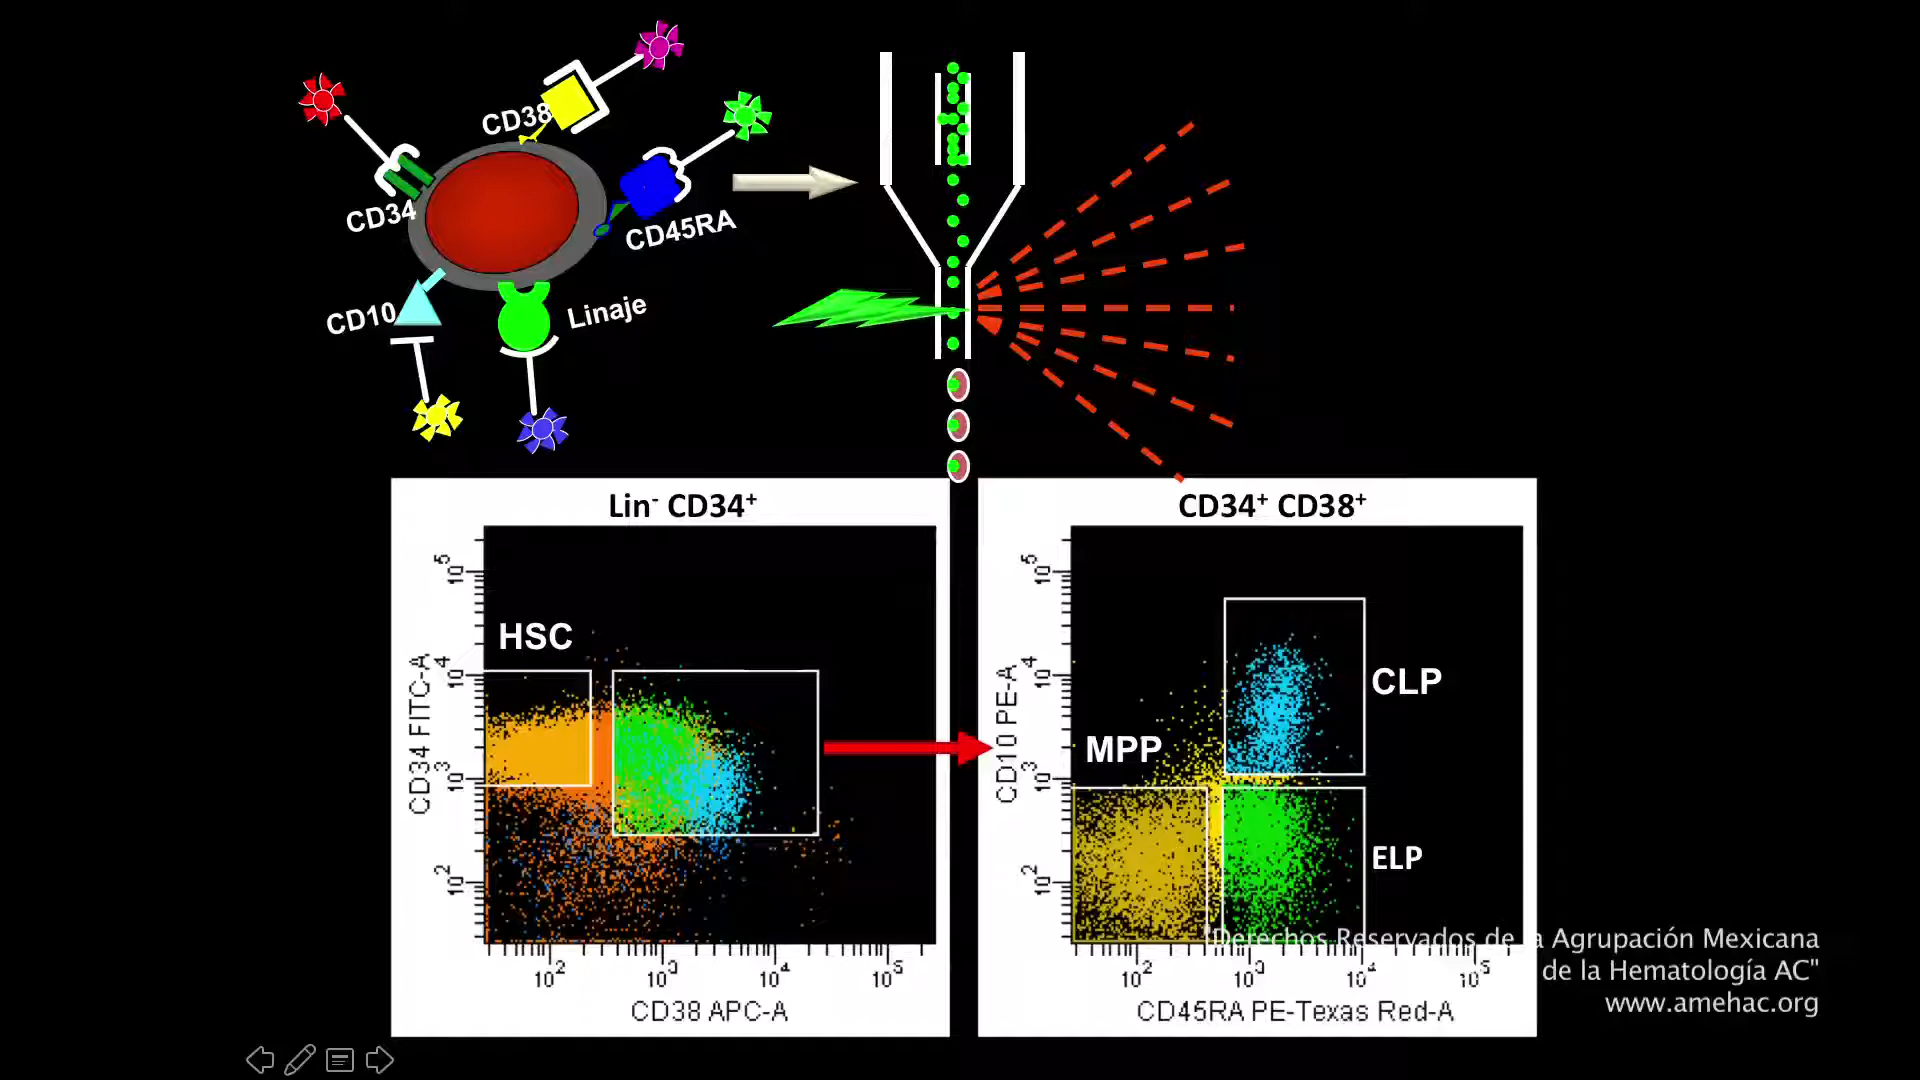 CD38
CD34
CD45RA
CD10
Linaje
Lin⁻ CD34⁺
HSC
10⁵
10⁴
10³
10²
CD34 FITC-A
10² 10³ 10⁴ 10⁵
CD38 APC-A
CD34⁺ CD38⁺
CLP
MPP
ELP
10⁵
10⁴
10³
10²
CD10 PE-A
10² 10³ 10⁴ 10⁵
CD45RA PE-Texas Red-A
"Derechos Reservados de la Agrupación Mexicana
de la Hematología AC"
www.amehac.org